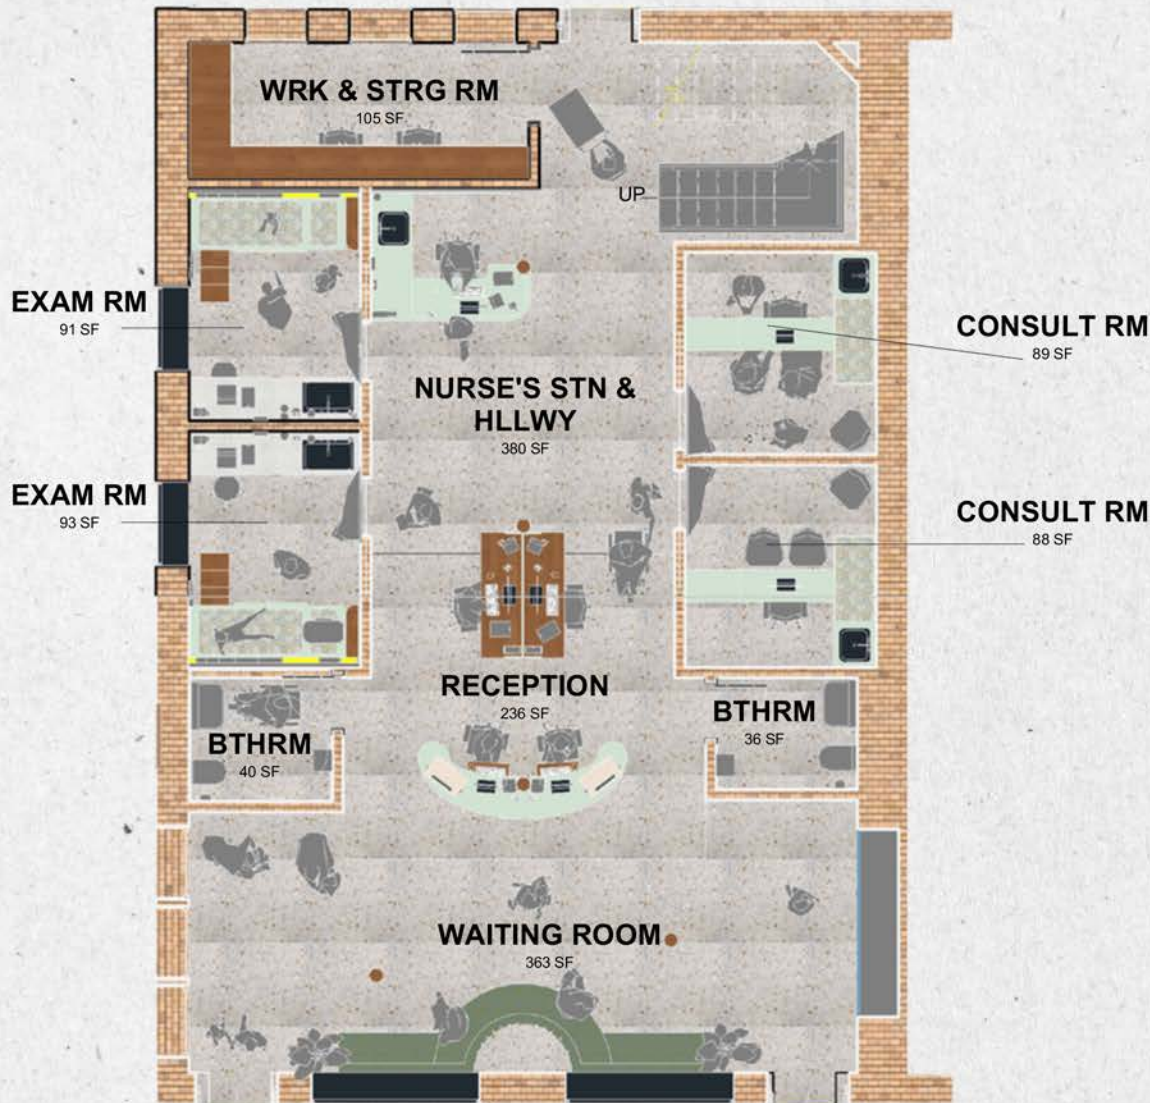 WRK & STRG RM
105 SF
UP
EXAM RM
91 SF
CONSULT RM
89 SF
NURSE'S STN &
HLLWY
380 SF
EXAM RM
93 SF
CONSULT RM
88 SF
RECEPTION
236 SF
BTHRM
40 SF
BTHRM
36 SF
WAITING ROOM
363 SF